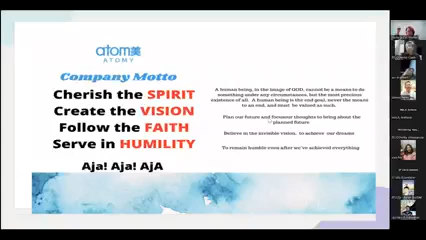 atom美
ATOMY
Company Motto
Cherish the SPIRIT
Create the VISION
Follow the FAITH
Serve in HUMILITY
Aja! Aja! AjA
A human being, in the image of GOD, cannot be a means to do
something under any circumstances, but the most precious
existence of all. A human being is the end goal, never the means
to an end, and must be valued as such.
Plan our future and focus our thoughts to bring about the
planned future
Believe in the invisible vision, to achieve our dreams
To remain humble even after we've achieved everything